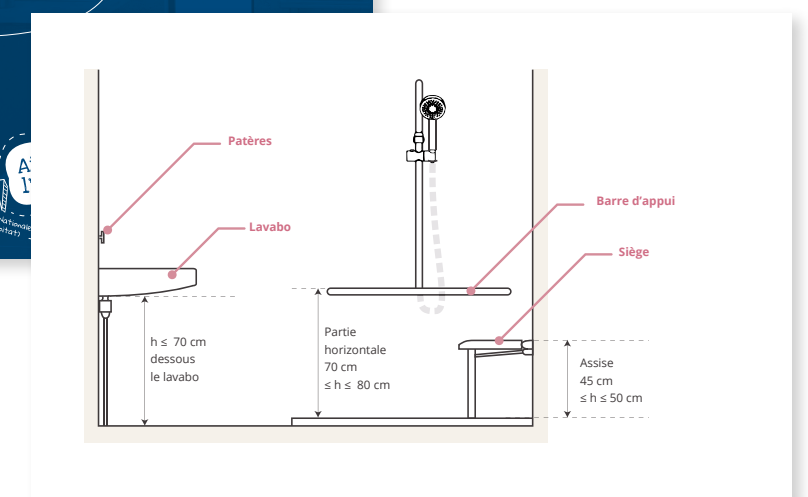 Patères
Barre d’appui
Lavabo
Siège
h ≤ 70 cm
dessous
le lavabo
Partie
horizontale
70 cm
≤ h ≤ 80 cm
Assise
45 cm
≤ h ≤ 50 cm